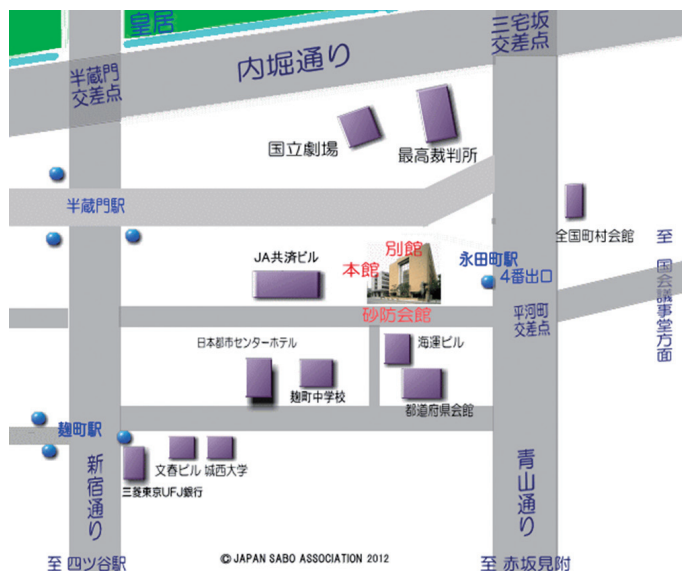 皇居
三宅坂
交差点
内堀通り
半蔵門
交差点
国立劇場
最高裁判所
半蔵門駅
全国町村会館
至 国会議事堂方面
別館
本館
JA共済ビル
永田町駅
4番出口
砂防会館
平河町
交差点
日本都市センターホテル
海運ビル
麹町中学校
都道府県会館
麹町駅
文春ビル
城西大学
三菱東京UFJ銀行
新宿通り
青山通り
© JAPAN SABO ASSOCIATION 2012
至 四ツ谷駅
至 赤坂見附